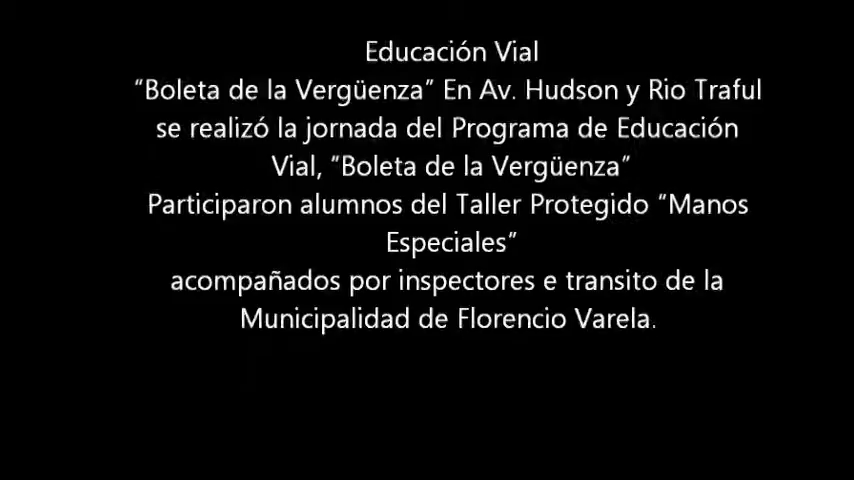 Educación Vial
“Boleta de la Vergüenza” En Av. Hudson y Rio Traful
se realizó la jornada del Programa de Educación
Vial, “Boleta de la Vergüenza”
Participaron alumnos del Taller Protegido “Manos
Especiales”
acompañados por inspectores e transito de la
Municipalidad de Florencio Varela.